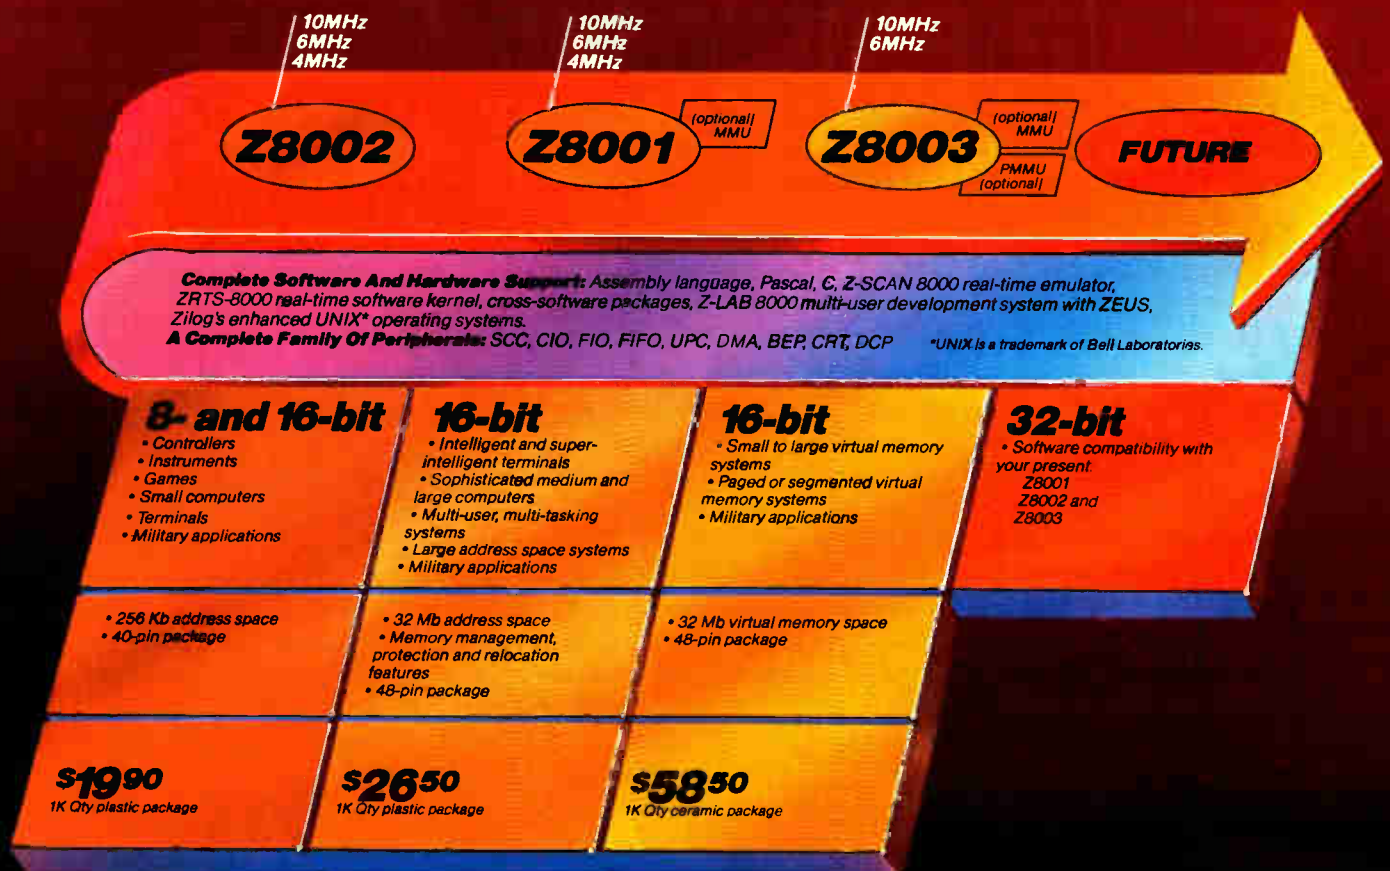 10MHz
6MHz
4MHz
10MHz
6MHz
4MHz
10MHz
6MHz
Z8002
Z8001
(optional)
MMU
Z8003
(optional)
MMU
PMMU
(optional)
FUTURE
Complete Software And Hardware Support: Assembly language, Pascal, C, Z-SCAN 8000 real-time emulator,
ZRTS-8000 real-time software kernel, cross-software packages, Z-LAB 8000 multi-user development system with ZEUS,
Zilog's enhanced UNIX* operating systems.
A Complete Family Of Peripherals: SCC, CIO, FIO, FIFO, UPC, DMA, BEP, CRT, DCP
*UNIX is a trademark of Bell Laboratories.
8- and 16-bit
• Controllers
• Instruments
• Games
• Small computers
• Terminals
• Military applications
• 256 Kb address space
• 40-pin package
$1990
1K Qty plastic package
16-bit
• Intelligent and super-
intelligent terminals
• Sophisticated medium and
large computers
• Multi-user, multi-tasking
systems
• Large address space systems
• Military applications
• 32 Mb address space
• Memory management,
protection and relocation
features
• 48-pin package
$2650
1K Qty plastic package
16-bit
• Small to large virtual memory
systems
• Paged or segmented virtual
memory systems
• Military applications
• 32 Mb virtual memory space
• 48-pin package
$5850
1K Qty ceramic package
32-bit
• Software compatibility with
your present
Z8001
Z8002 and
Z8003